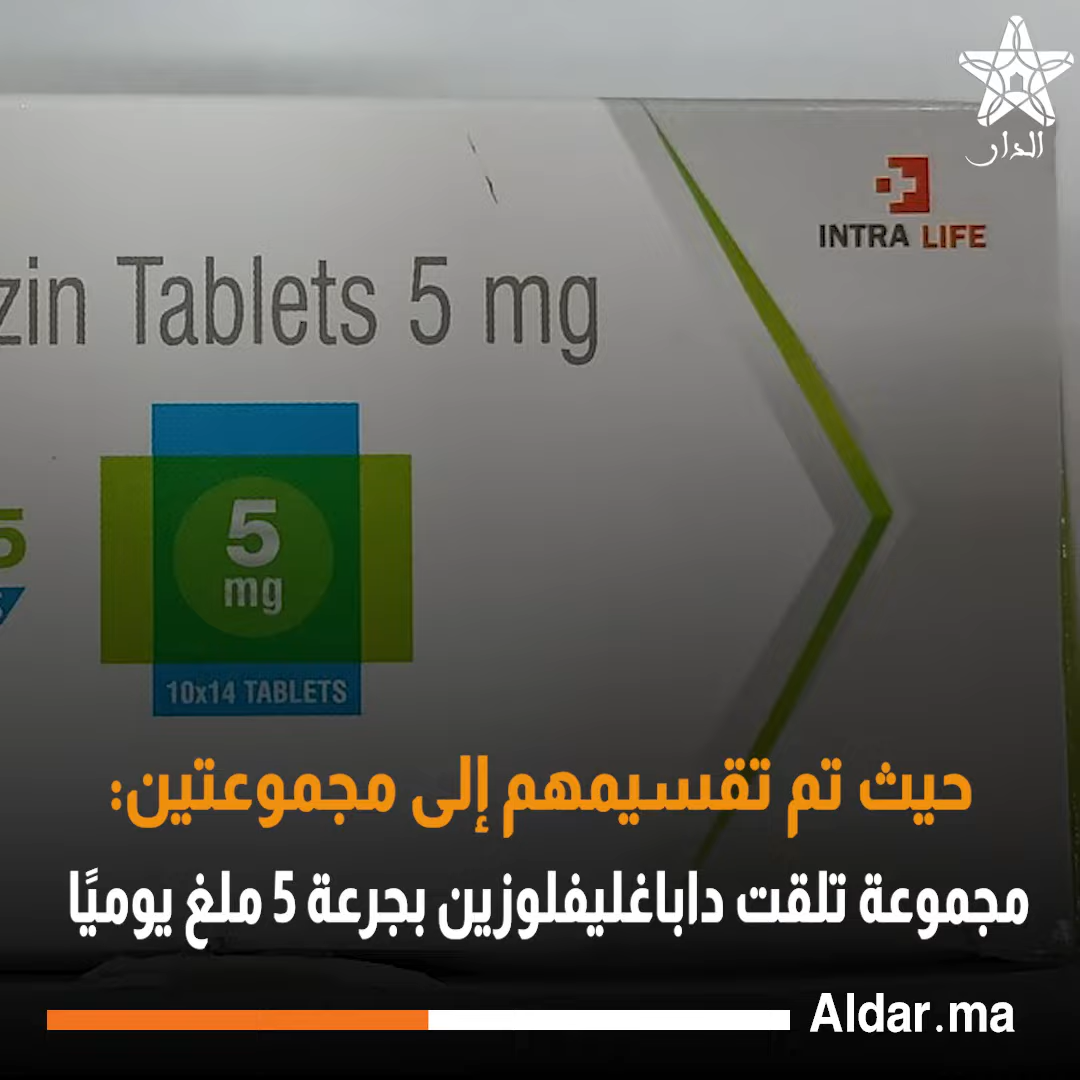 الدار
INTRA LIFE
zin Tablets 5 mg
5
5
mg
10x14 TABLETS
حيث تم تقسيمهم إلى مجموعتين:
مجموعة تلقت داباغليفلوزين بجرعة 5 ملغ يوميًا
Aldar.ma